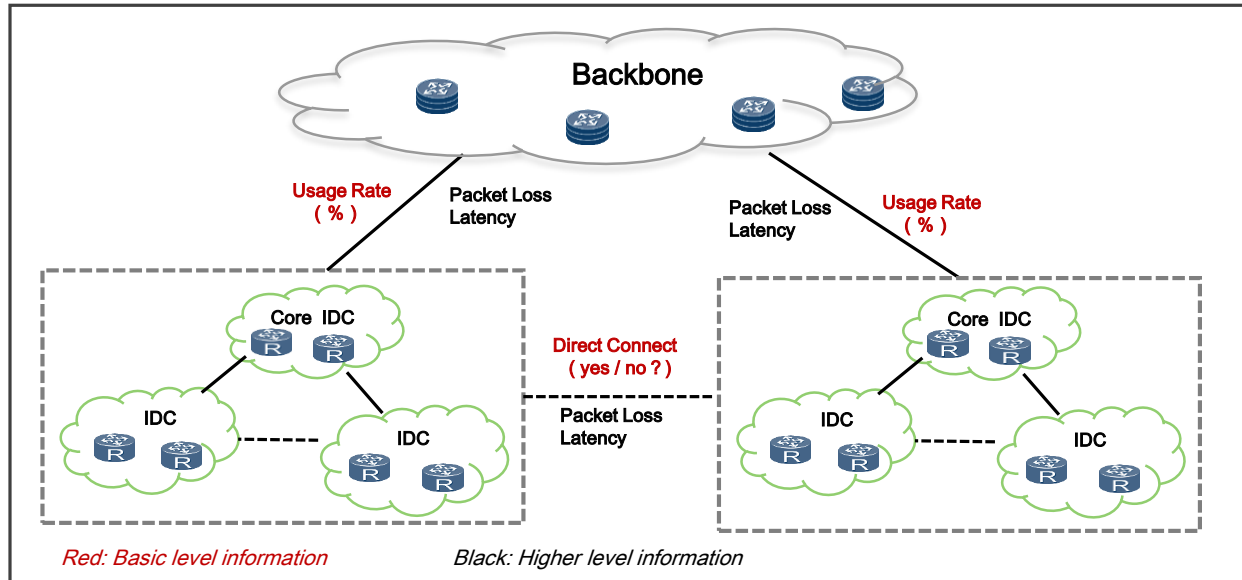 Backbone
Usage Rate
( % )
Packet Loss
Latency
Packet Loss
Latency
Usage Rate
( % )
Core IDC
R
R
IDC
R
R
IDC
R
R
Direct Connect
( yes / no ? )
Packet Loss
Latency
Core IDC
R
R
IDC
R
R
IDC
R
R
Red: Basic level information
Black: Higher level information